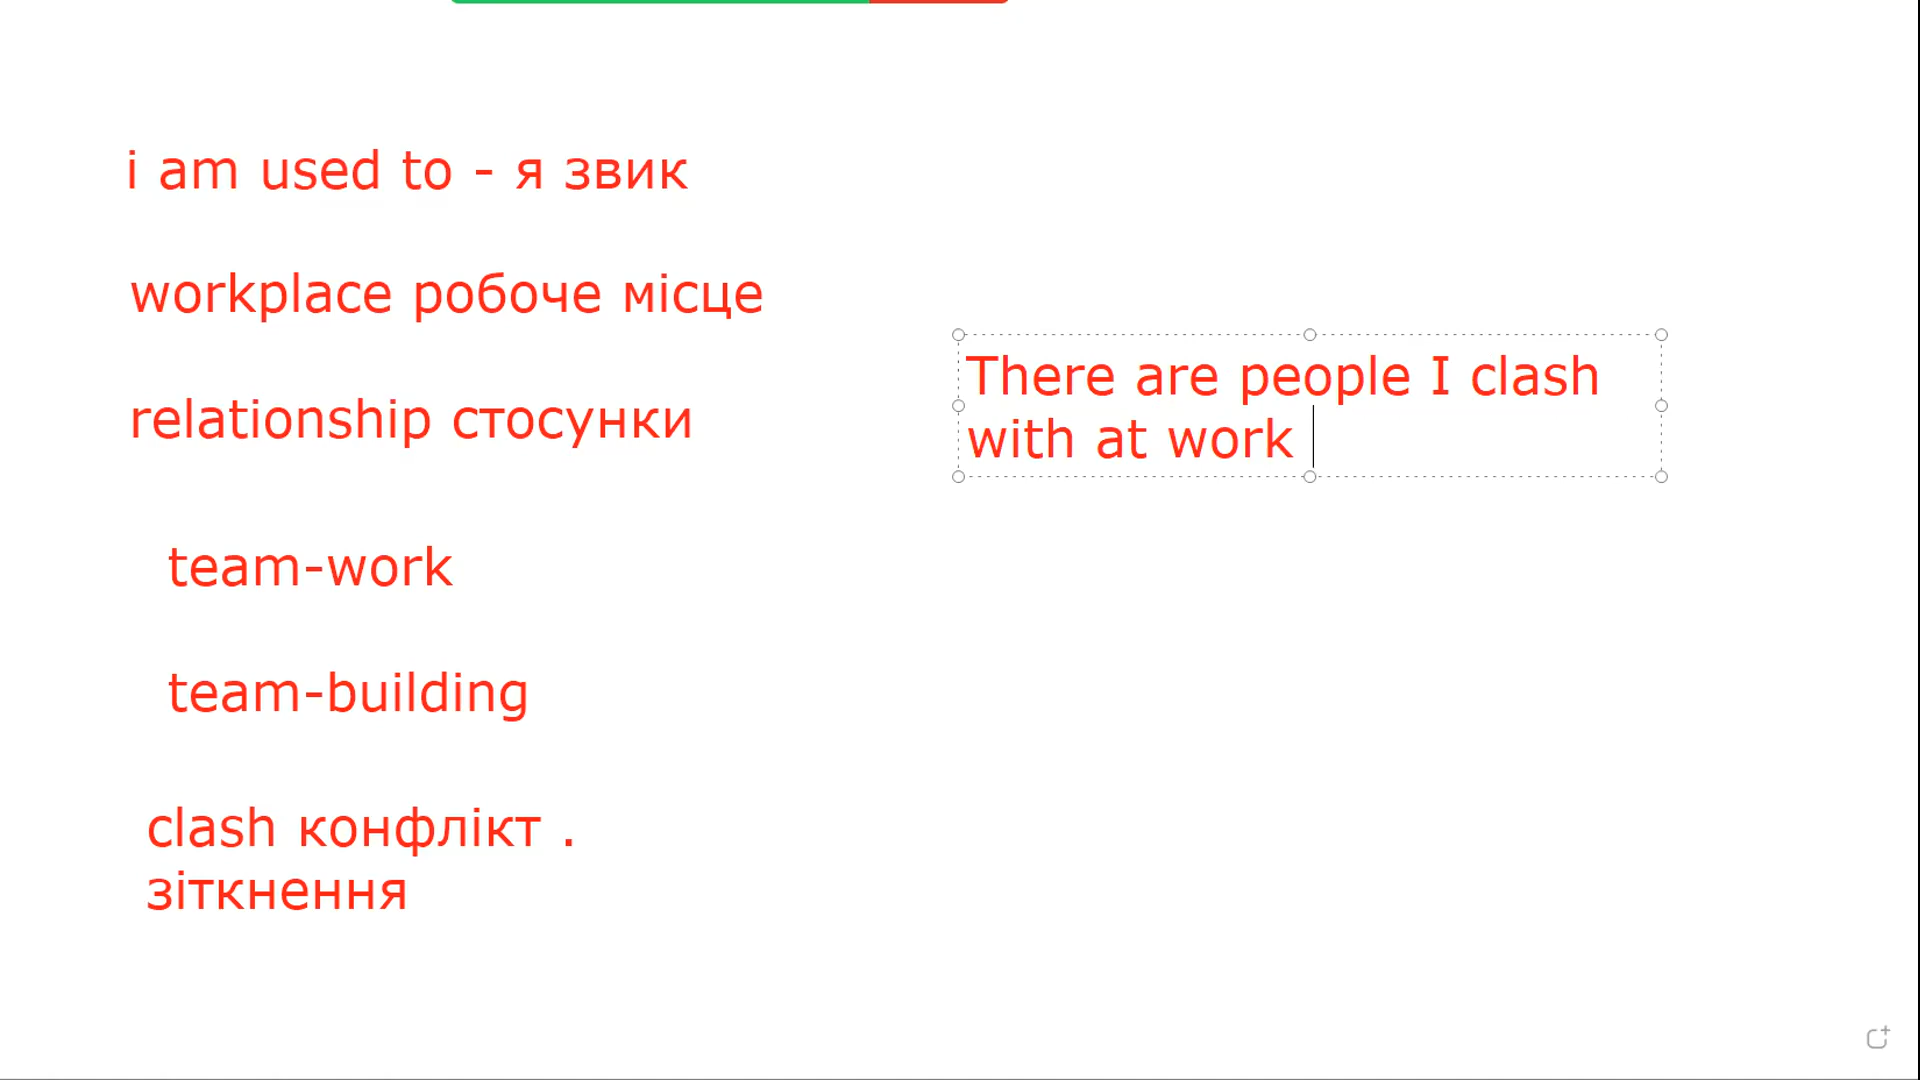 i am used to - я звик
workplace робоче місце
relationship стосунки
team-work
team-building
clash конфлікт .
зіткнення
There are people I clash
with at work